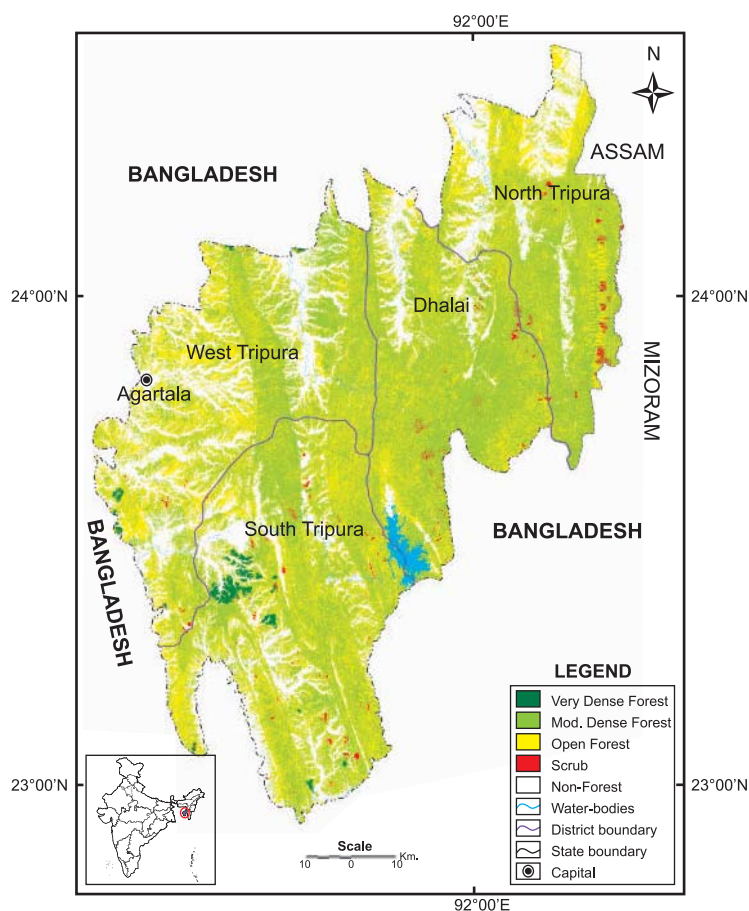 92°00'E
N
ASSAM
BANGLADESH
North Tripura
24°00'N
24°00'N
Dhalai
West Tripura
MIZORAM
Agartala
South Tripura
BANGLADESH
BANGLADESH
LEGEND
Very Dense Forest
Mod. Dense Forest
Open Forest
Scrub
Non-Forest
Water-bodies
District boundary
State boundary
Capital
23°00'N
23°00'N
Scale
10 0 10 Km.
92°00'E